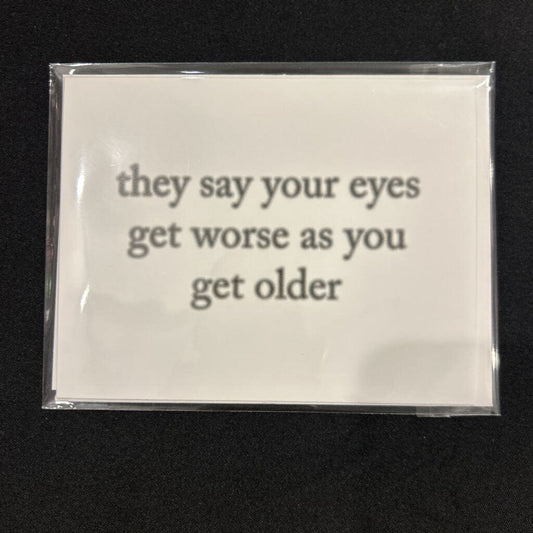 they say your eyes
get worse as you
get older